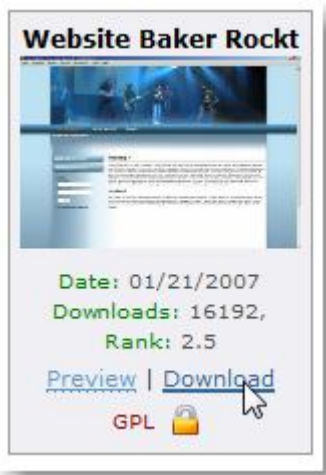 Website Baker Rockt
Date: 01/21/2007
Downloads: 16192,
Rank: 2.5
Preview | Download
GPL